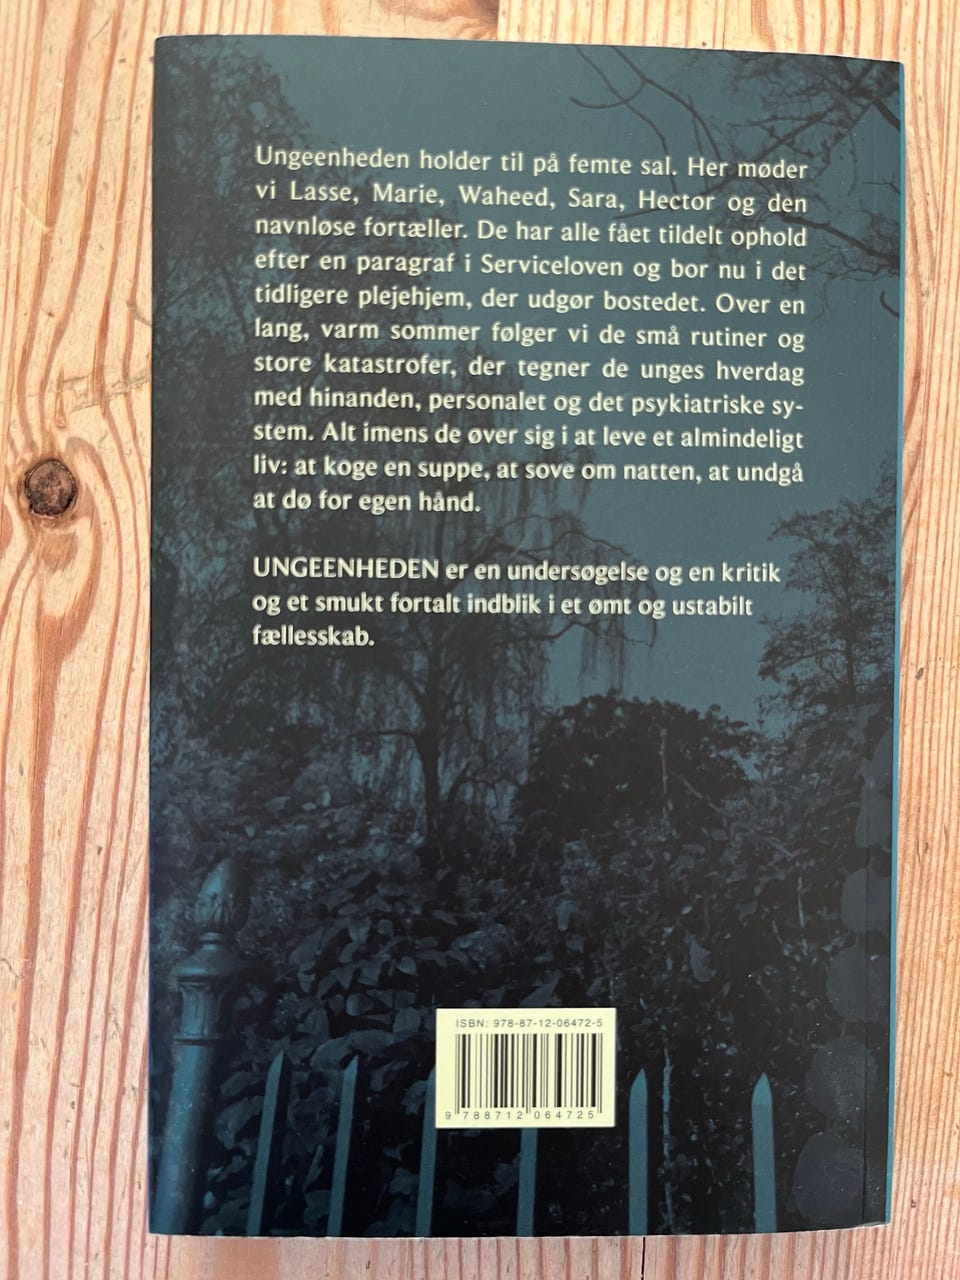 Ungeenheden holder til på femte sal. Her møder
vi Lasse, Marie, Waheed, Sara, Hector og den
navnløse fortæller. De har alle fået tildelt ophold
efter en paragraf i Serviceloven og bor nu i det
tidligere plejehjem, der udgør bostedet. Over en
lang, varm sommer følger vi de små rutiner og
store katastrofer, der tegner de unges hverdag
med hinanden, personalet og det psykiatriske sy-
stem. Alt imens de øver sig i at leve et almindeligt
liv: at koge en suppe, at sove om natten, at undgå
at dø for egen hånd.
UNGEENHEDEN er en undersøgelse og en kritik
og et smukt fortalt indblik i et ømt og ustabilt
fællesskab.
ISBN: 978-87-12-06472-5
9 788712 064725